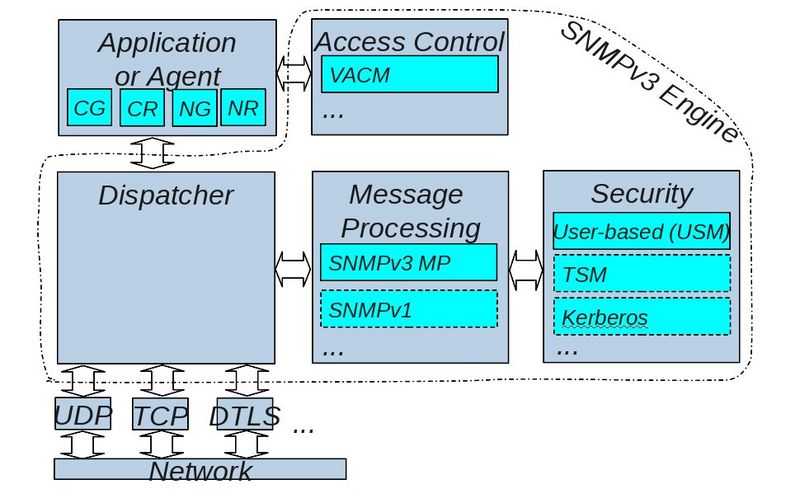 Application
or Agent
CG CR NG NR
Access Control
VACM
...
SNMPv3 Engine
Dispatcher
Message
Processing
SNMPv3 MP
SNMPv1
...
Security
User-based (USM)
TSM
Kerberos
...
UDP TCP DTLS ...
Network